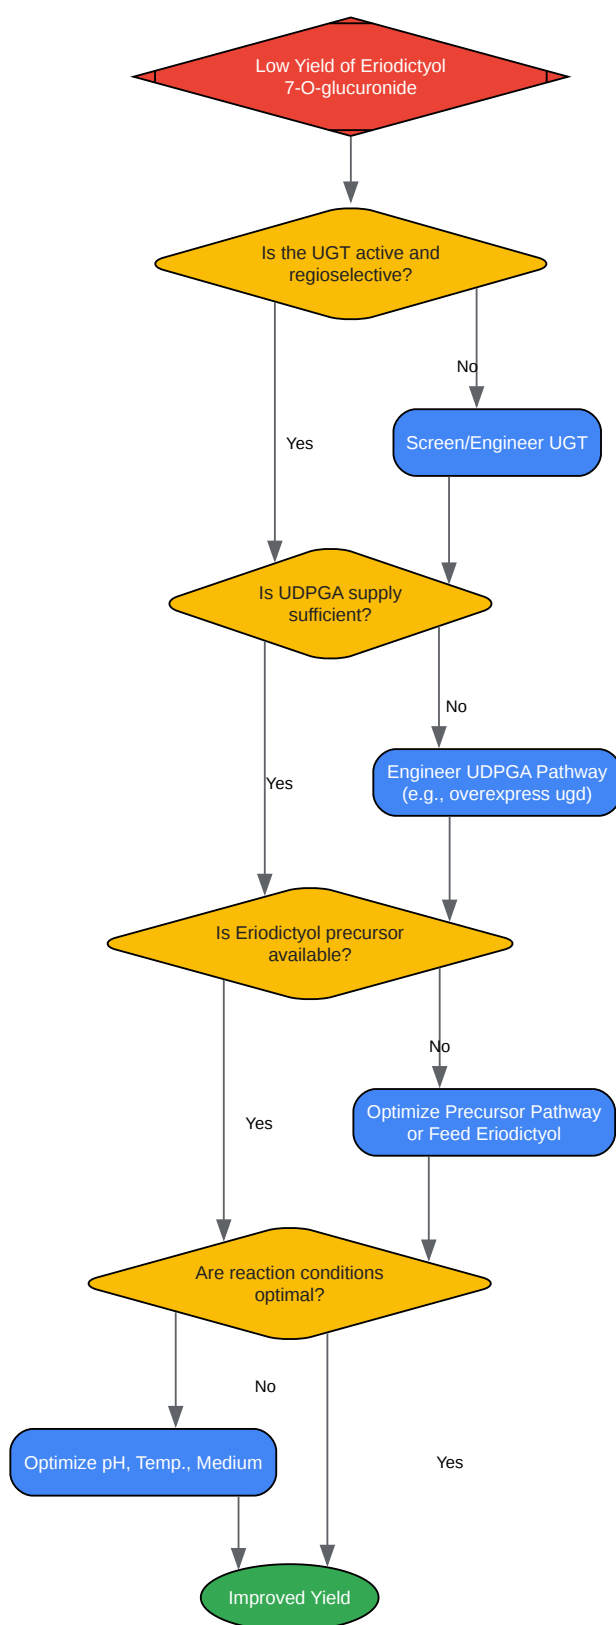 Low Yield of Eriodictyol
7-O-glucuronide
Is the UGT active and
regioselective?
No
Yes
Screen/Engineer UGT
Is UDPGA supply
sufficient?
No
Yes
Engineer UDPGA Pathway
(e.g., overexpress ugd)
Is Eriodictyol precursor
available?
No
Yes
Optimize Precursor Pathway
or Feed Eriodictyol
Are reaction conditions
optimal?
No
Yes
Optimize pH, Temp., Medium
Improved Yield